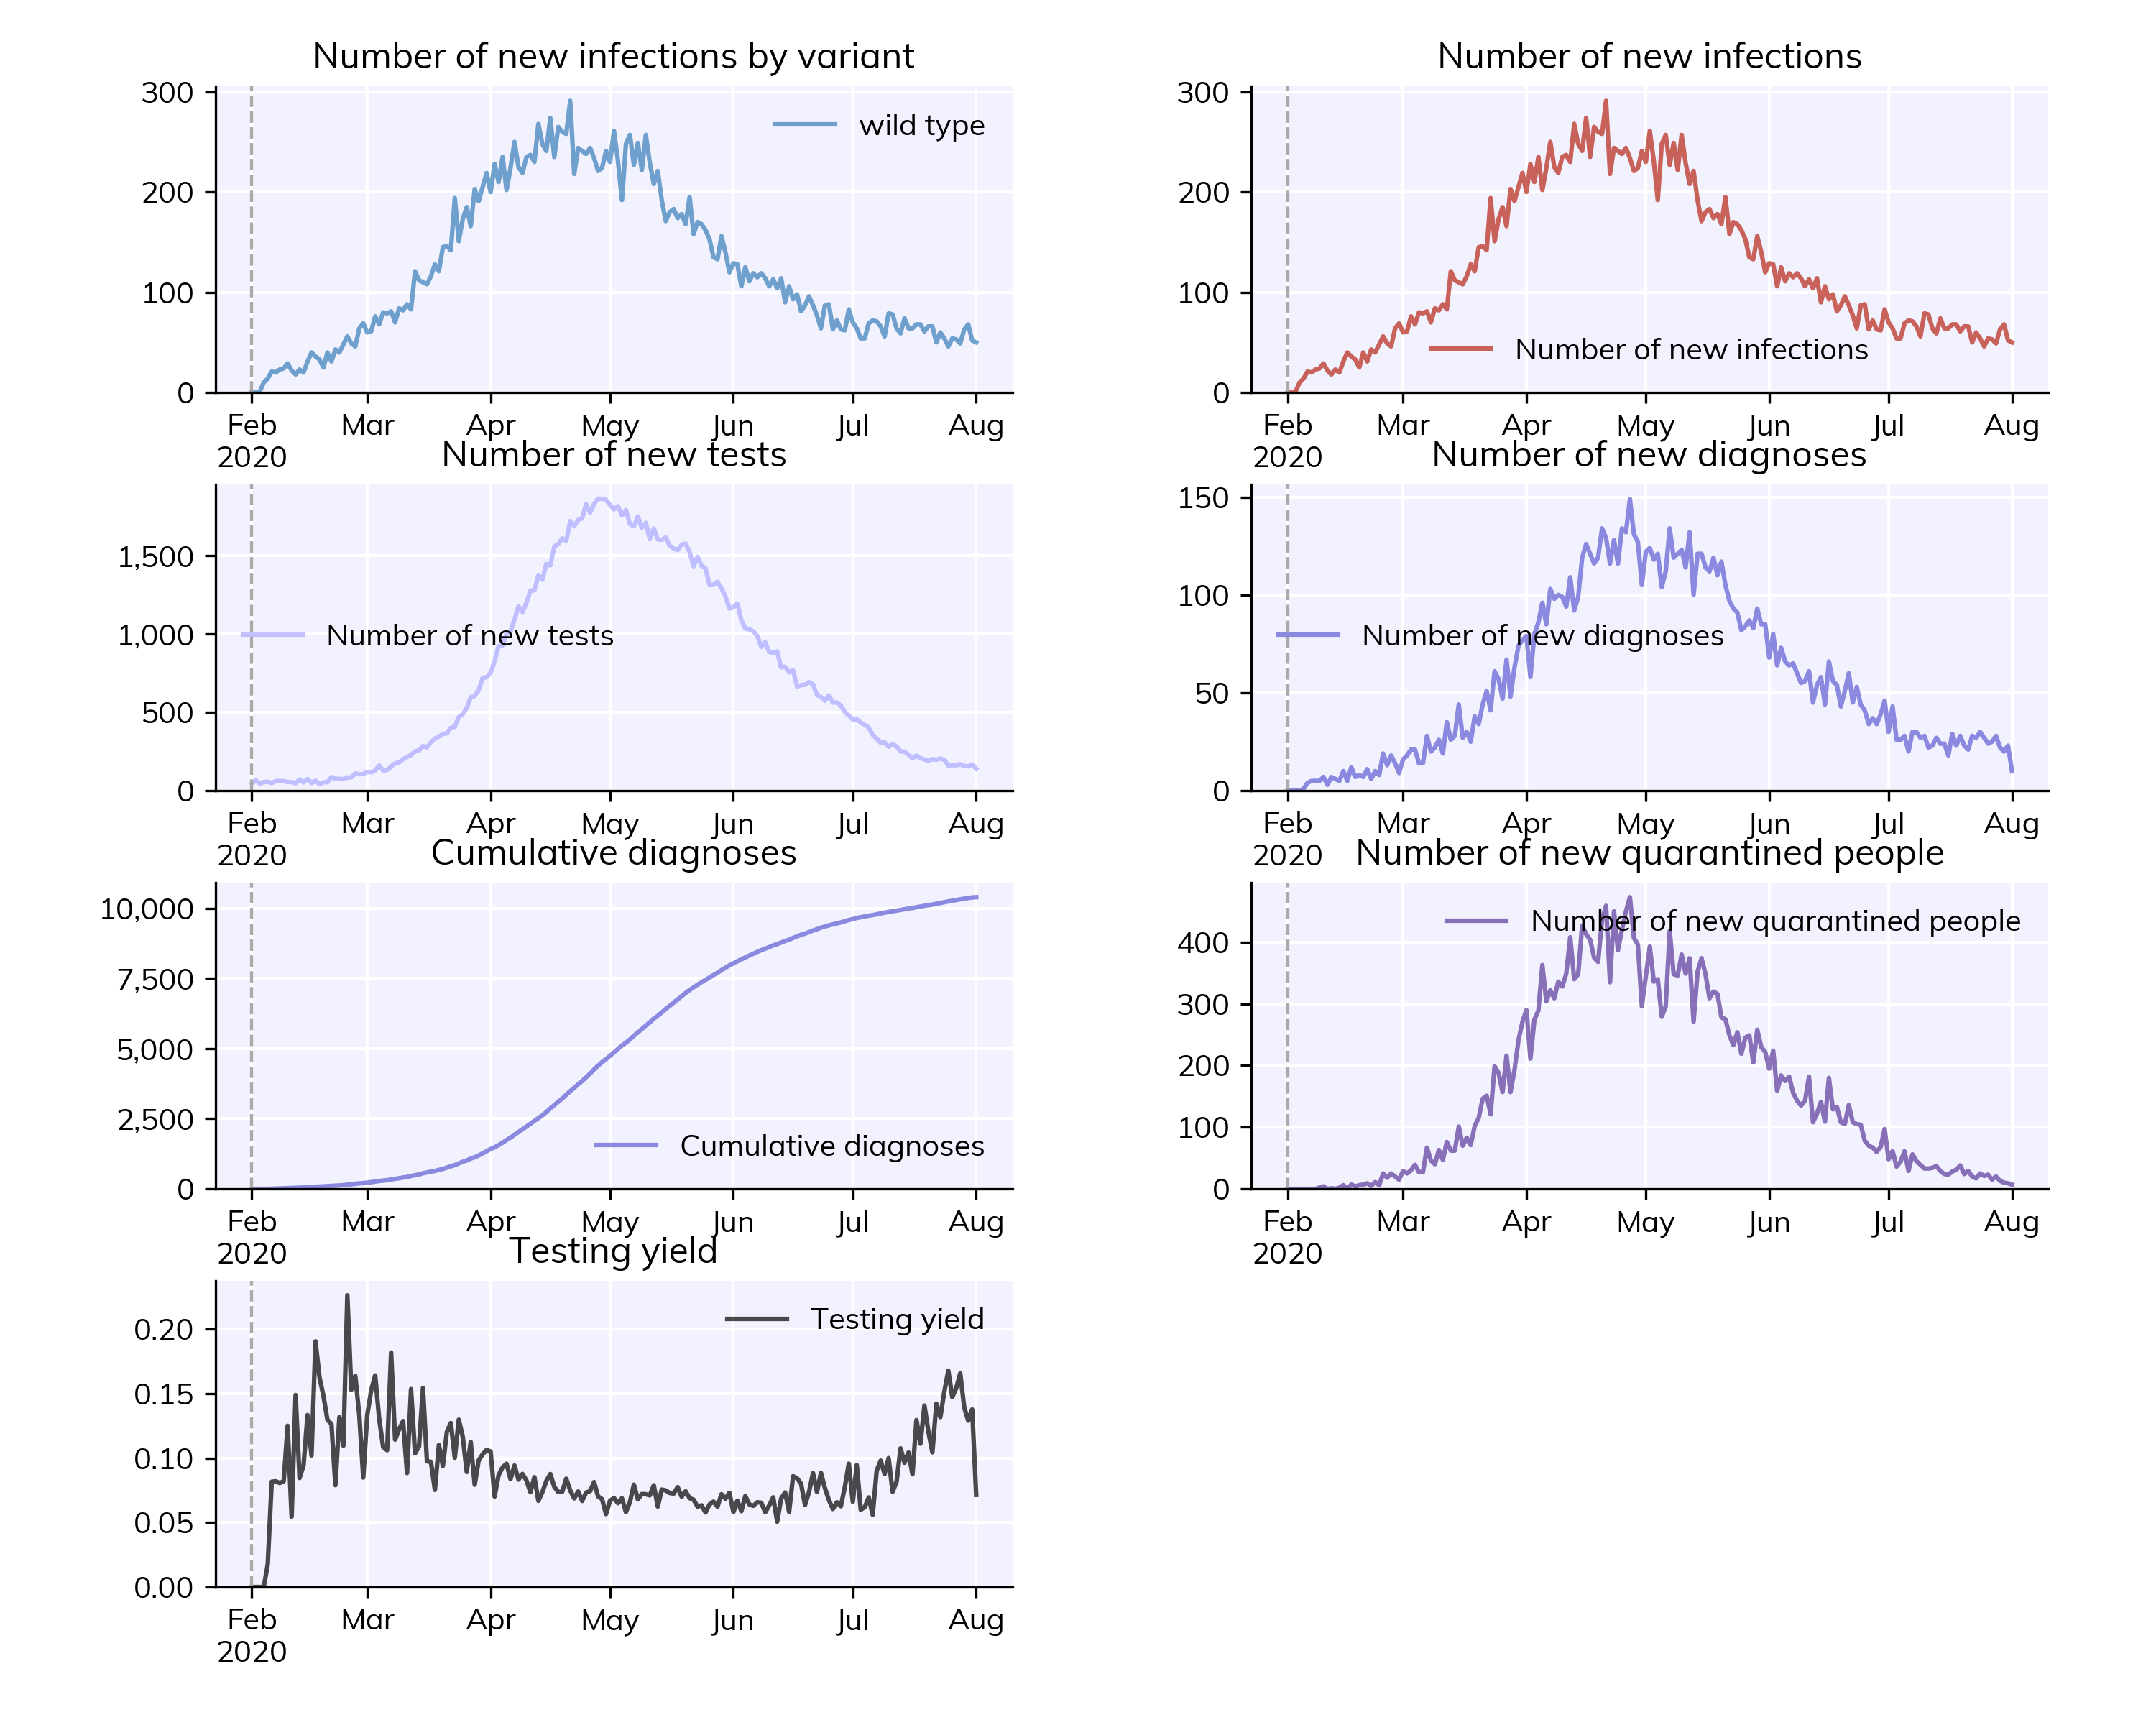 Number of new infections by variant
300
200
100
0
wild type
Feb Mar Apr May Jun Jul Aug
2020
Number of new infections
300
200
100
0
Number of new infections
Feb Mar Apr May Jun Jul Aug
2020
Number of new tests
1,500
1,000
500
0
Number of new tests
Feb Mar Apr May Jun Jul Aug
2020
Number of new diagnoses
150
100
50
0
Number of new diagnoses
Feb Mar Apr May Jun Jul Aug
2020
Cumulative diagnoses
10,000
7,500
5,000
2,500
0
Cumulative diagnoses
Feb Mar Apr May Jun Jul Aug
2020
Number of new quarantined people
400
300
200
100
0
Number of new quarantined people
Feb Mar Apr May Jun Jul Aug
2020
Testing yield
0.20
0.15
0.10
0.05
0.00
Testing yield
Feb Mar Apr May Jun Jul Aug
2020